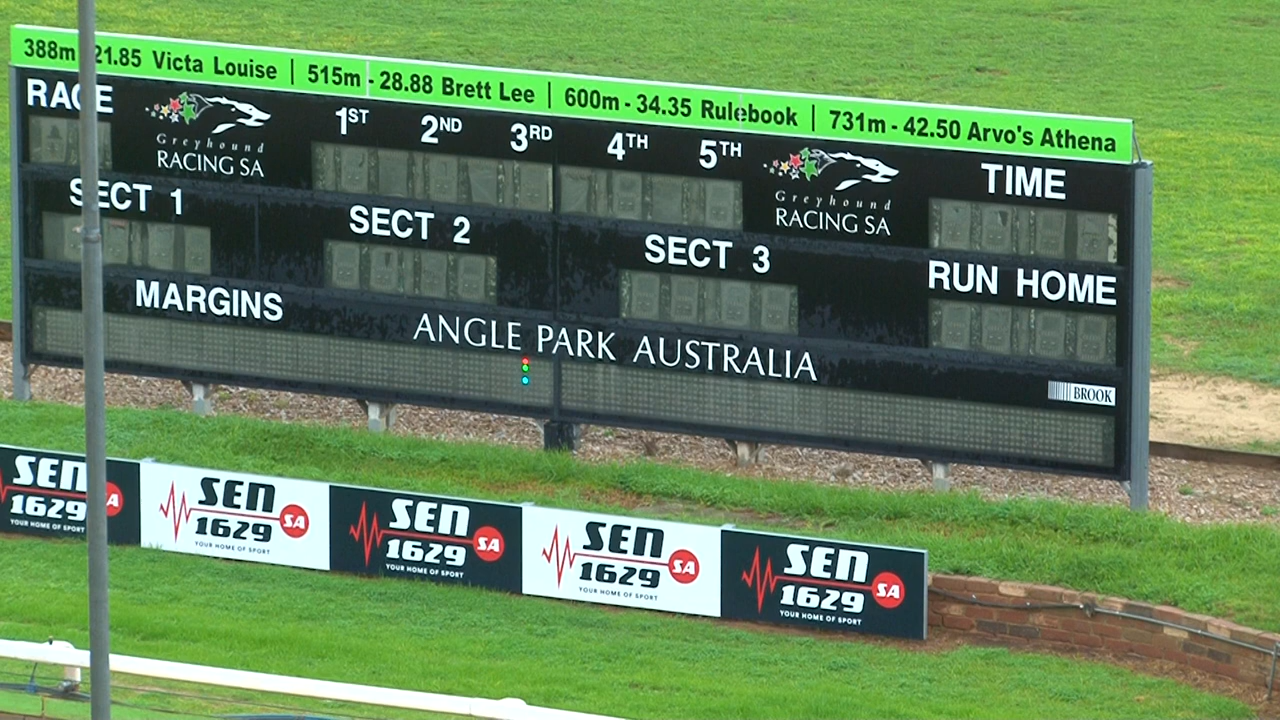 388m 21.85 Victa Louise | 515m - 28.88 Brett Lee | 600m - 34.35 Rulebook | 731m - 42.50 Arvo's Athena
RACE
Greyhound
RACING SA
1ST 2ND 3RD 4TH 5TH
Greyhound
RACING SA
TIME
SECT 1
SECT 2
SECT 3
RUN HOME
MARGINS
ANGLE PARK AUSTRALIA
BROOK
SEN
1629
YOUR HOME OF SPORT
A
SEN
1629
SA
YOUR HOME OF SPORT
SEN
1629
SA
YOUR HOME OF SPORT
SEN
1629
SA
YOUR HOME OF SPORT
SEN
1629
SA
YOUR HOME OF SPORT